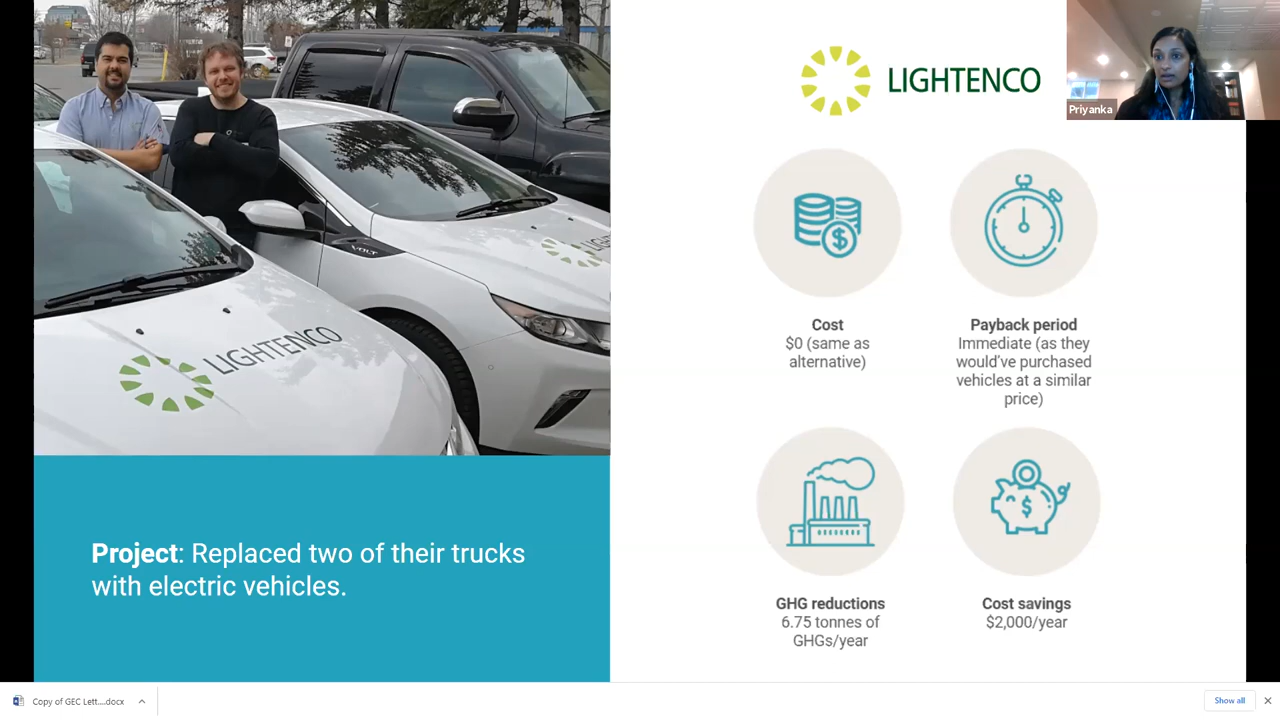 LIGHTENCO
Priyanka
VOLT
LIGHTENCO
Cost
$0 (same as
alternative)
Payback period
Immediate (as they
would've purchased
vehicles at a similar
price)
Project: Replaced two of their trucks
with electric vehicles.
GHG reductions
6.75 tonnes of
GHGs/year
Cost savings
$2,000/year
Copy of GEC Lett....docx
Show all